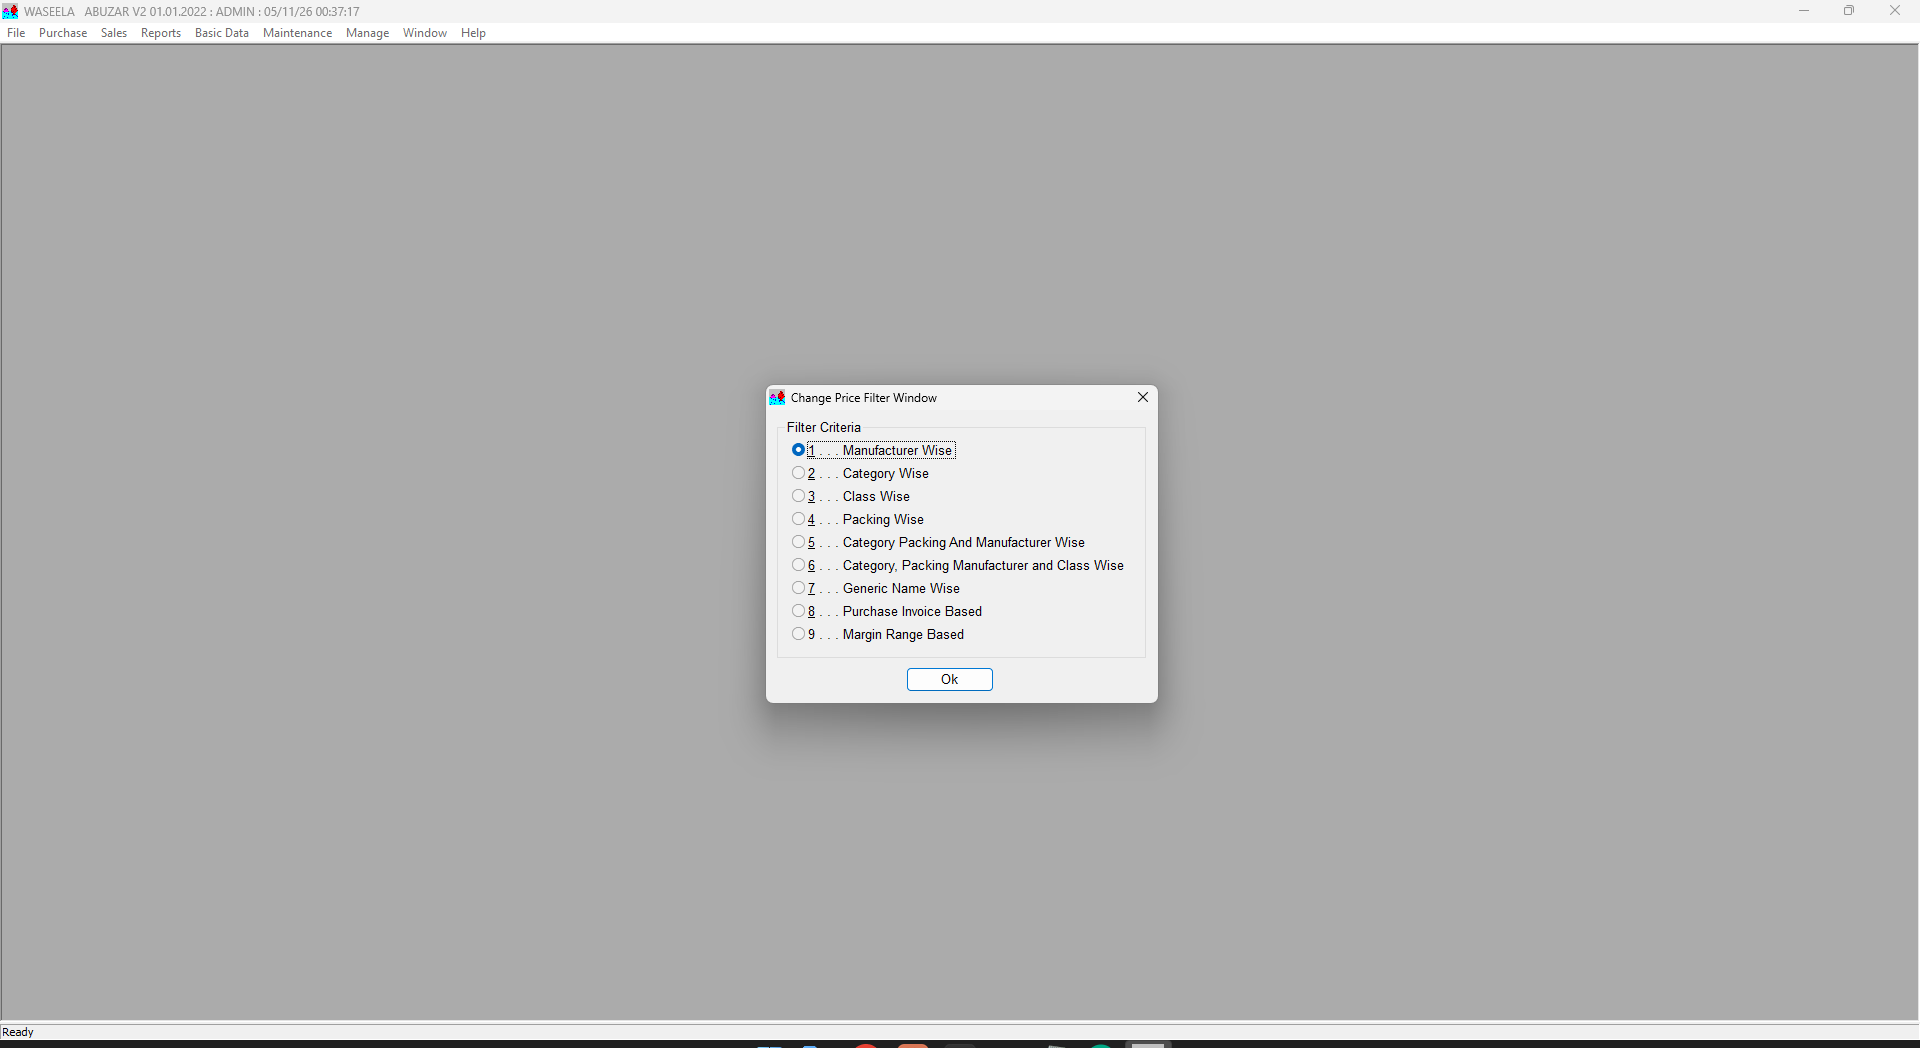 WASEELA   ABUZAR V2 01.01.2022 : ADMIN : 05/11/26 00:37:17
File Purchase Sales Reports Basic Data Maintenance Manage Window Help
Change Price Filter Window
Filter Criteria
1 . . . Manufacturer Wise
2 . . . Category Wise
3 . . . Class Wise
4 . . . Packing Wise
5 . . . Category Packing And Manufacturer Wise
6 . . . Category, Packing Manufacturer and Class Wise
7 . . . Generic Name Wise
8 . . . Purchase Invoice Based
9 . . . Margin Range Based
Ok
Ready